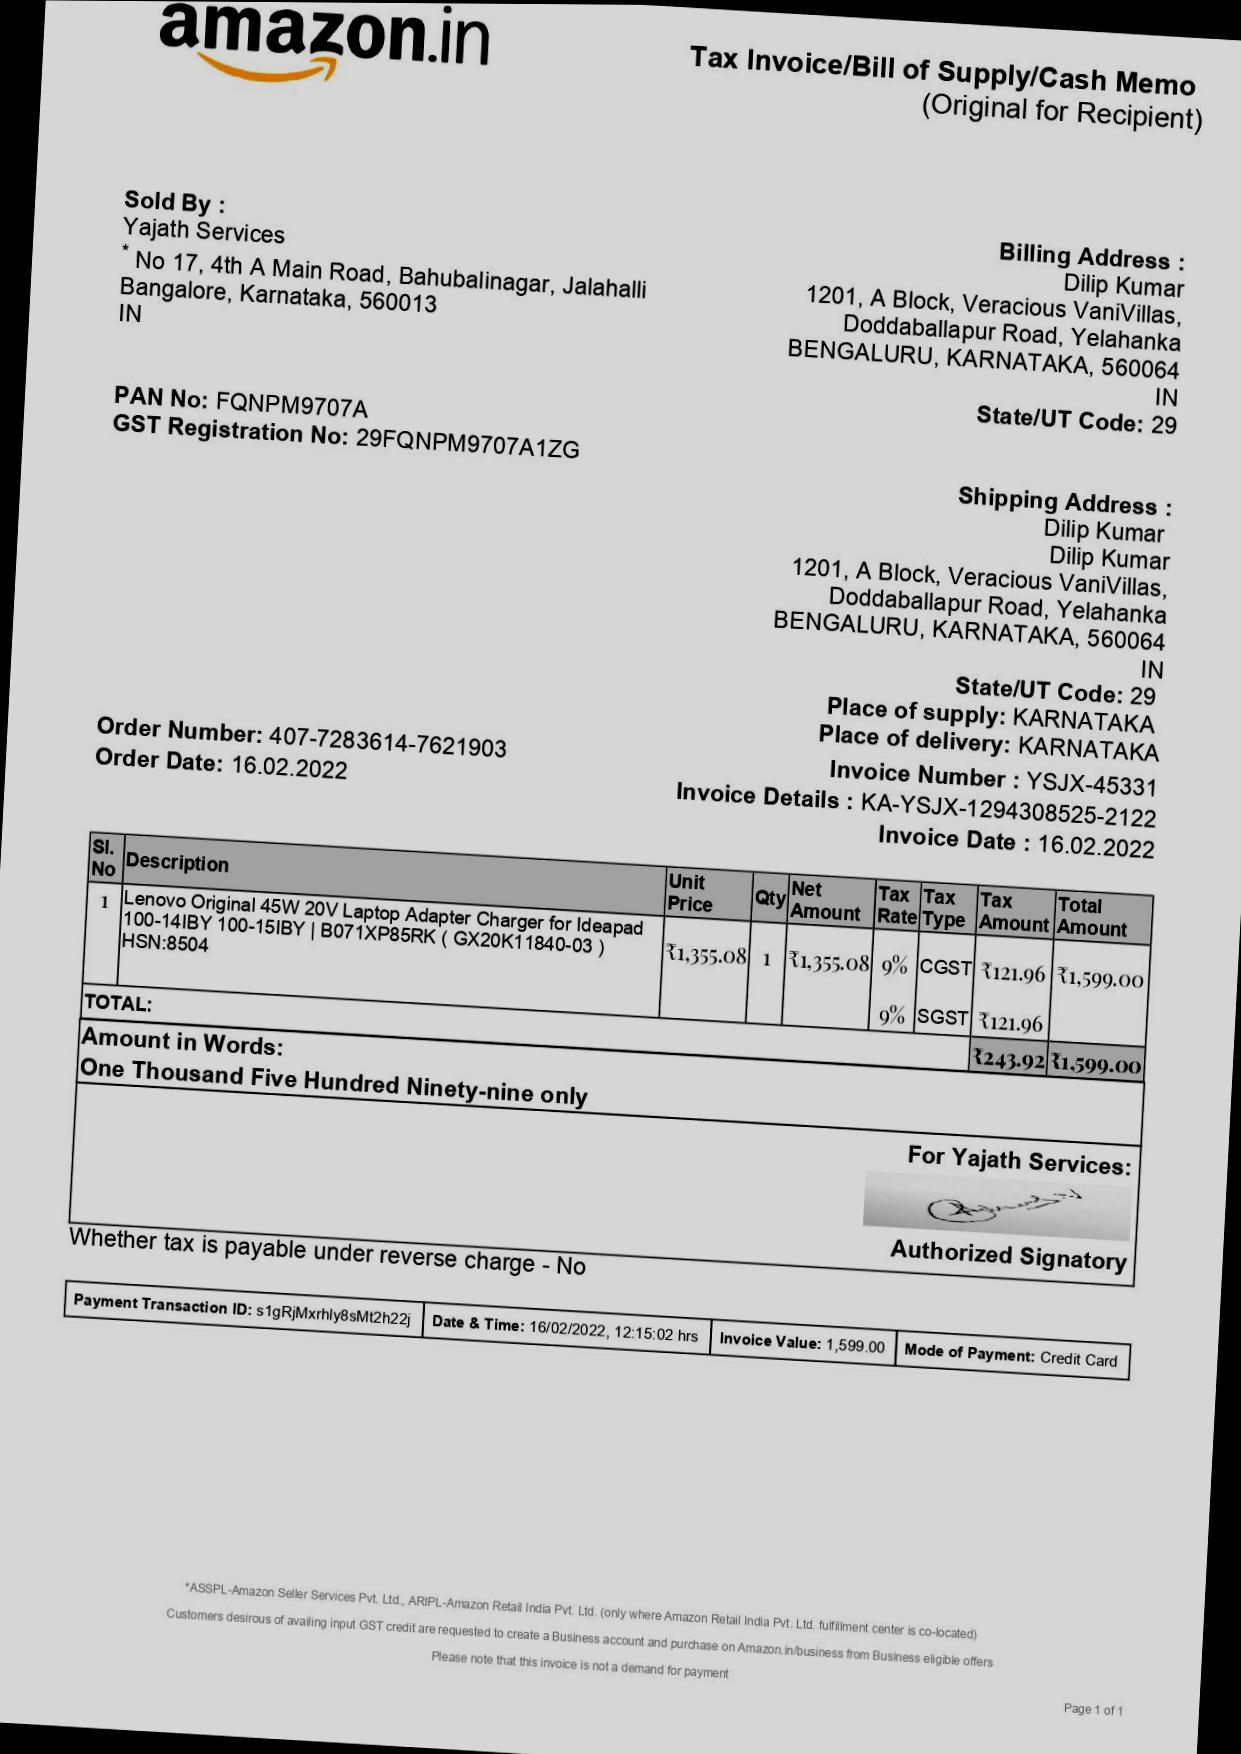 amazon.in
Tax Invoice/Bill of Supply/Cash Memo
(Original for Recipient)
Sold By :
Yajath Services
* No 17, 4th A Main Road, Bahubalinagar, Jalahalli
Bangalore, Karnataka, 560013
IN
PAN No: FQNPM9707A
GST Registration No: 29FQNPM9707A1ZG
Billing Address :
Dilip Kumar
1201, A Block, Veracious VaniVillas,
Doddaballapur Road, Yelahanka
BENGALURU, KARNATAKA, 560064
IN
State/UT Code: 29
Shipping Address :
Dilip Kumar
Dilip Kumar
1201, A Block, Veracious VaniVillas,
Doddaballapur Road, Yelahanka
BENGALURU, KARNATAKA, 560064
IN
State/UT Code: 29
Place of supply: KARNATAKA
Place of delivery: KARNATAKA
Order Number: 407-7283614-7621903
Order Date: 16.02.2022
Invoice Number : YSJX-45331
Invoice Details : KA-YSJX-1294308525-2122
Invoice Date : 16.02.2022
Sl. No Description Unit Price Qty Net Amount Tax Rate Tax Type Tax Amount Total Amount
1 Lenovo Original 45W 20V Laptop Adapter Charger for Ideapad
100-14IBY 100-15IBY | B071XP85RK ( GX20K11840-03 )
HSN:8504
₹1,355.08 1 ₹1,355.08 9% CGST ₹121.96 ₹1,599.00
9% SGST ₹121.96
TOTAL: ₹243.92 ₹1,599.00
Amount in Words:
One Thousand Five Hundred Ninety-nine only
For Yajath Services:
Authorized Signatory
Whether tax is payable under reverse charge - No
Payment Transaction ID: s1gRjMxrhly8sMt2h22j Date & Time: 16/02/2022, 12:15:02 hrs Invoice Value: 1,599.00 Mode of Payment: Credit Card
*ASSPL-Amazon Seller Services Pvt. Ltd., ARIPL-Amazon Retail India Pvt. Ltd. (only where Amazon Retail India Pvt. Ltd. fulfillment center is co-located)
Customers desirous of availing input GST credit are requested to create a Business account and purchase on Amazon.in/business from Business eligible offers
Please note that this invoice is not a demand for payment
Page 1 of 1